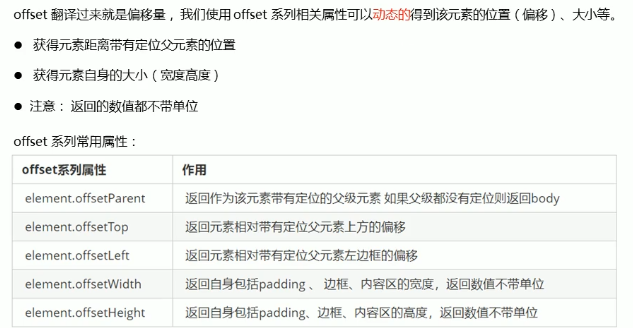 offset 翻译过来就是偏移量，我们使用 offset 系列相关属性可以动态的得到该元素的位置（偏移）、大小等。
● 获得元素距离带有定位父元素的位置
● 获得元素自身的大小（宽度高度）
● 注意：返回的数值都不带单位
offset 系列常用属性：
offset系列属性 作用
element.offsetParent 返回作为该元素带有定位的父级元素 如果父级都没有定位则返回body
element.offsetTop 返回元素相对带有定位父元素上方的偏移
element.offsetLeft 返回元素相对带有定位父元素左边框的偏移
element.offsetWidth 返回自身包括padding 、 边框、内容区的宽度，返回数值不带单位
element.offsetHeight 返回自身包括padding、边框、内容区的高度，返回数值不带单位